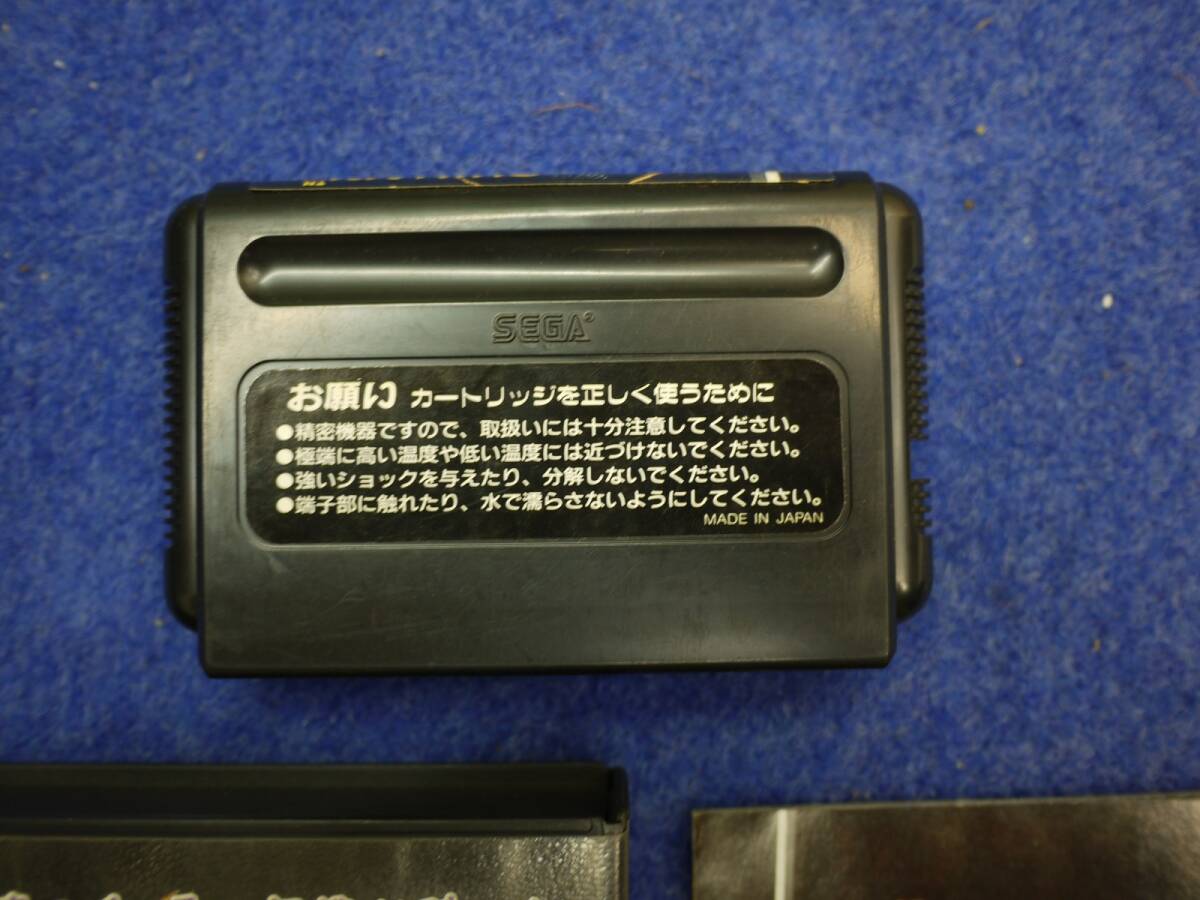 SEGA®
お願い カートリッジを正しく使うために
●精密機器ですので、取扱いには十分注意してください。
●極端に高い温度や低い温度には近づけないでください。
●強いショックを与えたり、分解しないでください。
●端子部に触れたり、水で濡らさないようにしてください。
MADE IN JAPAN